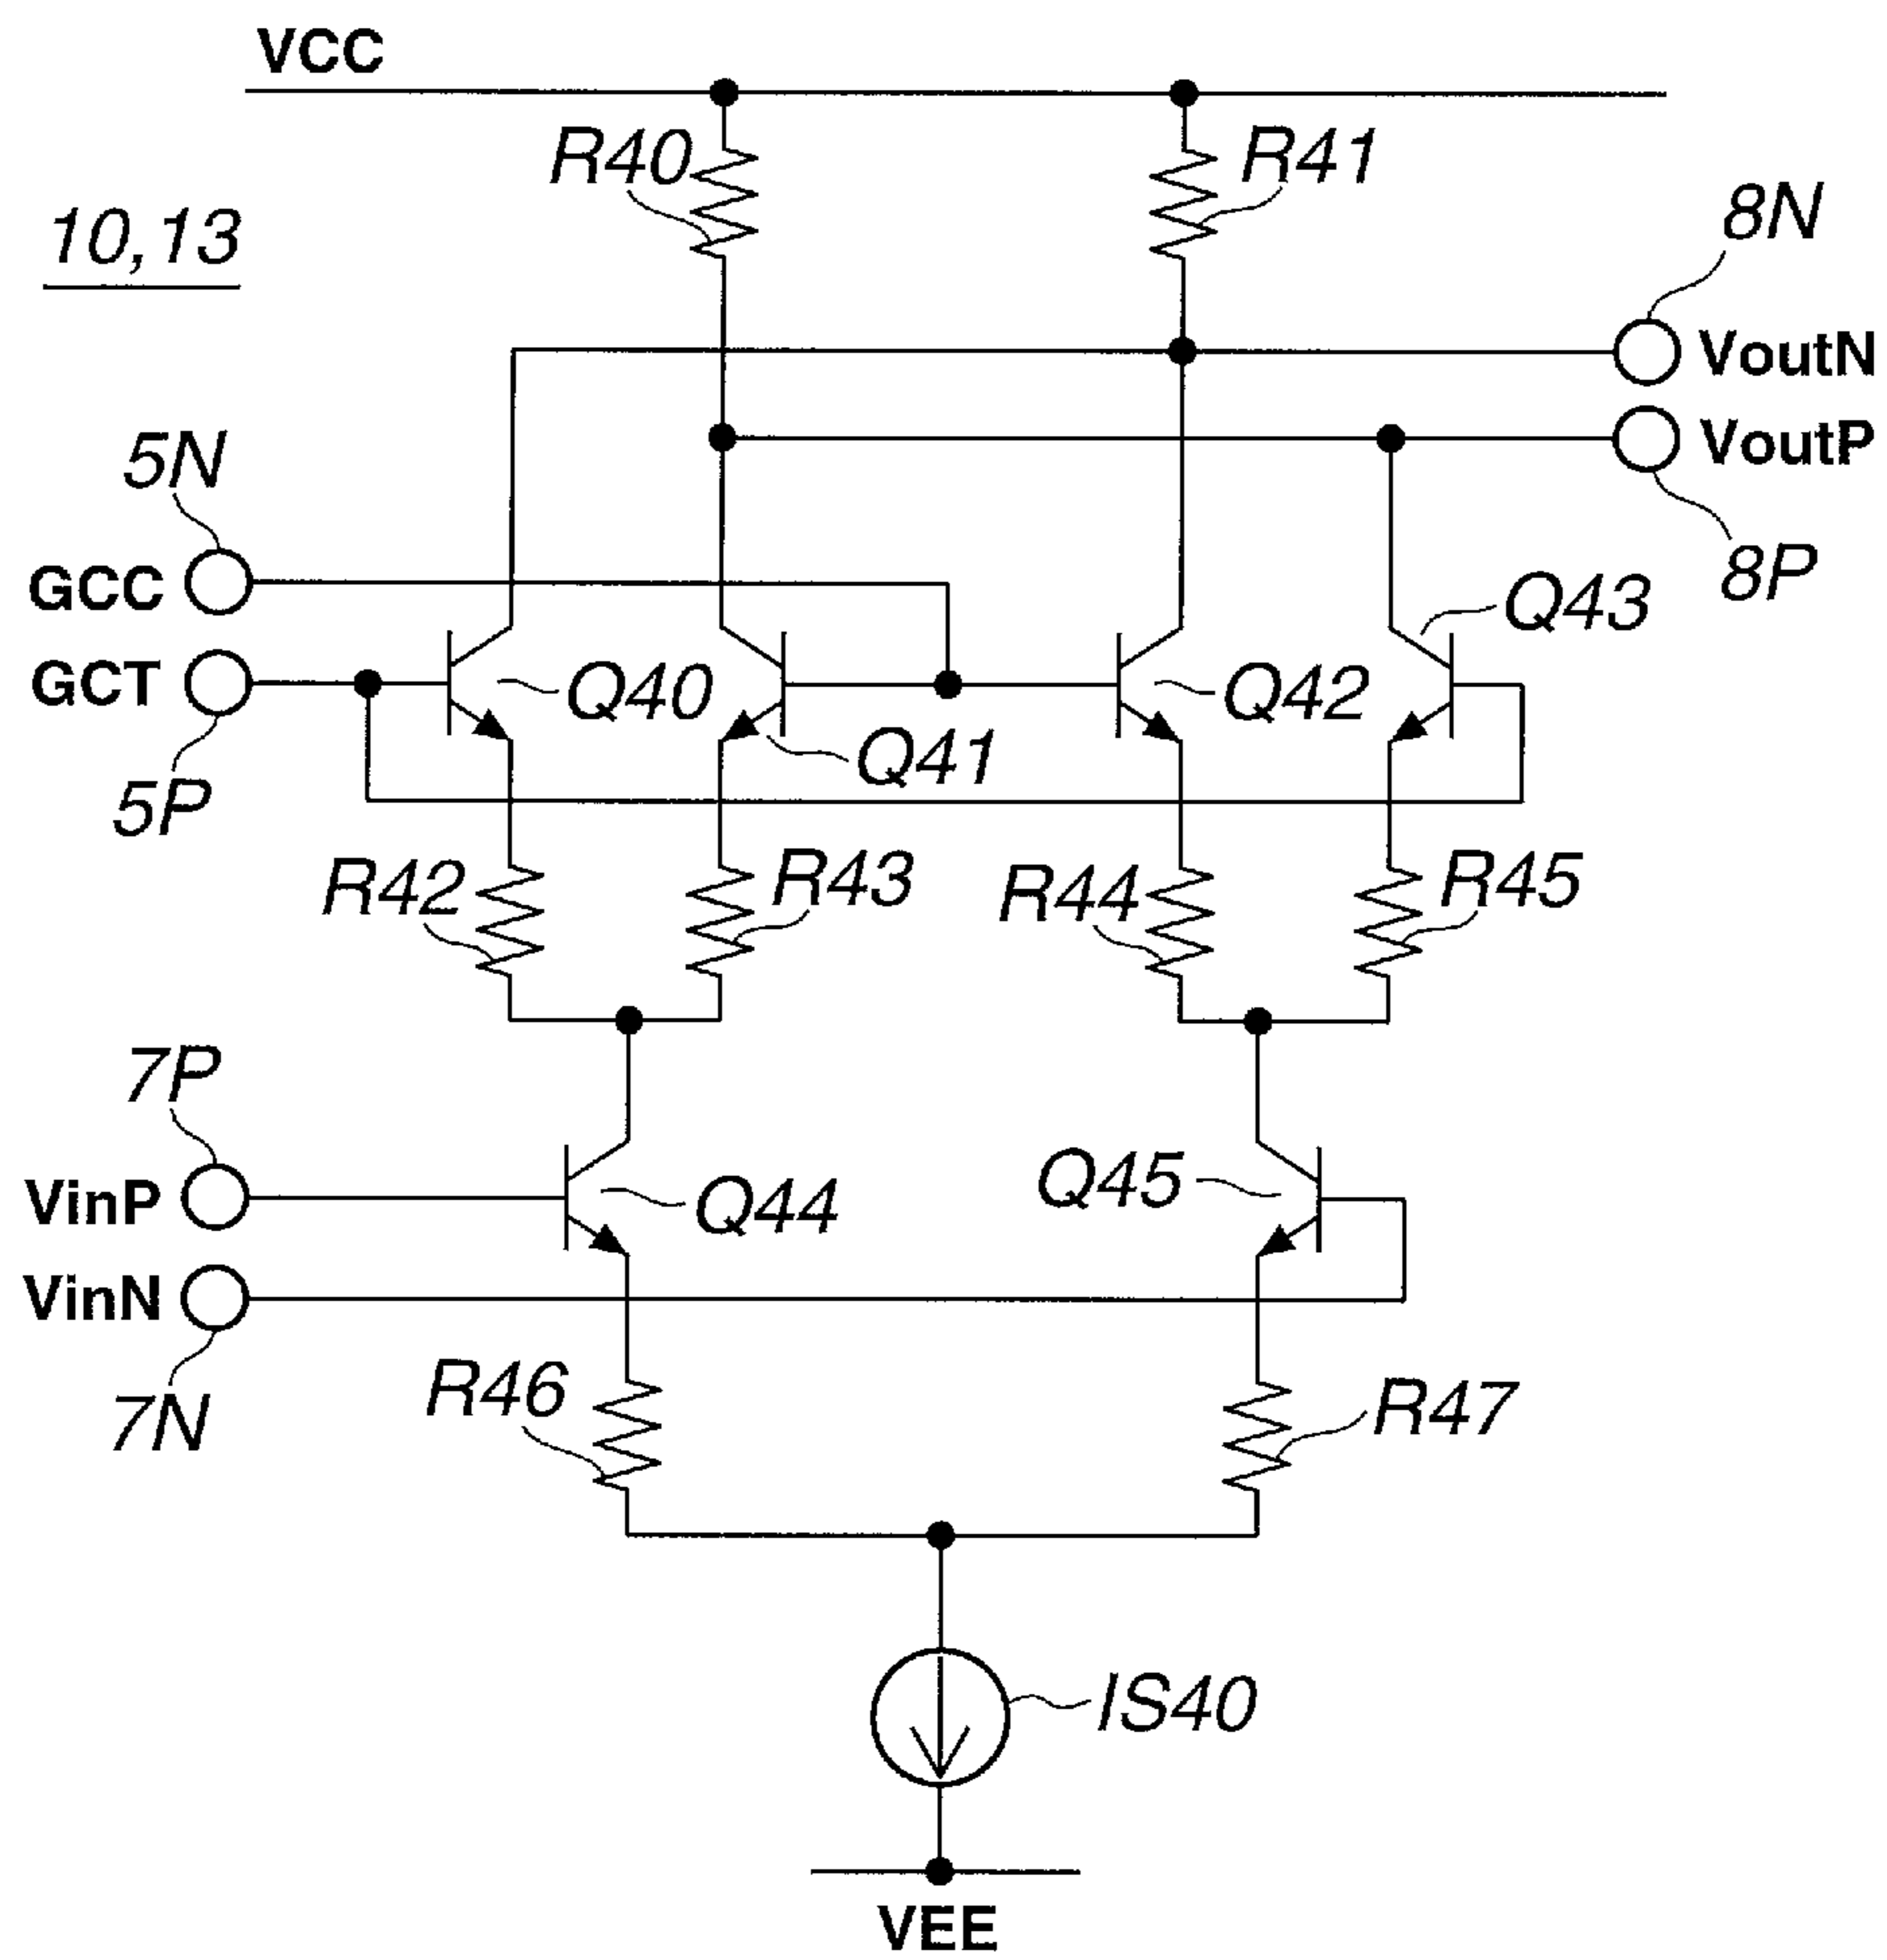 VCC
R40
R41
10,13
8N
VoutN
VoutP
8P
5N
GCC
GCT
5P
Q40
Q41
Q42
Q43
R42
R43
R44
R45
7P
VinP
VinN
7N
Q44
Q45
R46
R47
IS40
VEE